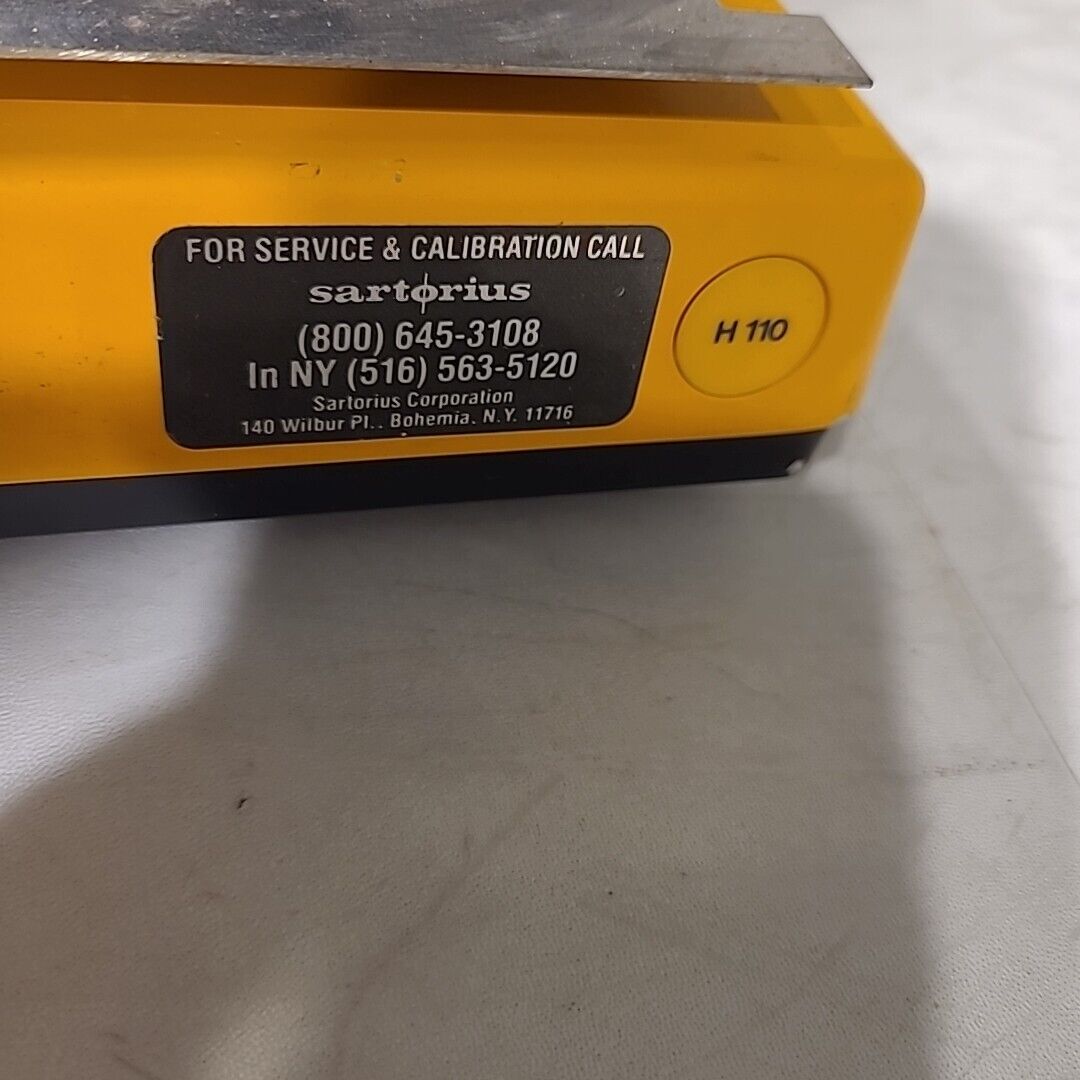 FOR SERVICE & CALIBRATION CALL
sartorius
(800) 645-3108
In NY (516) 563-5120
Sartorius Corporation
140 Wilbur Pl., Bohemia, N.Y. 11716
H 110